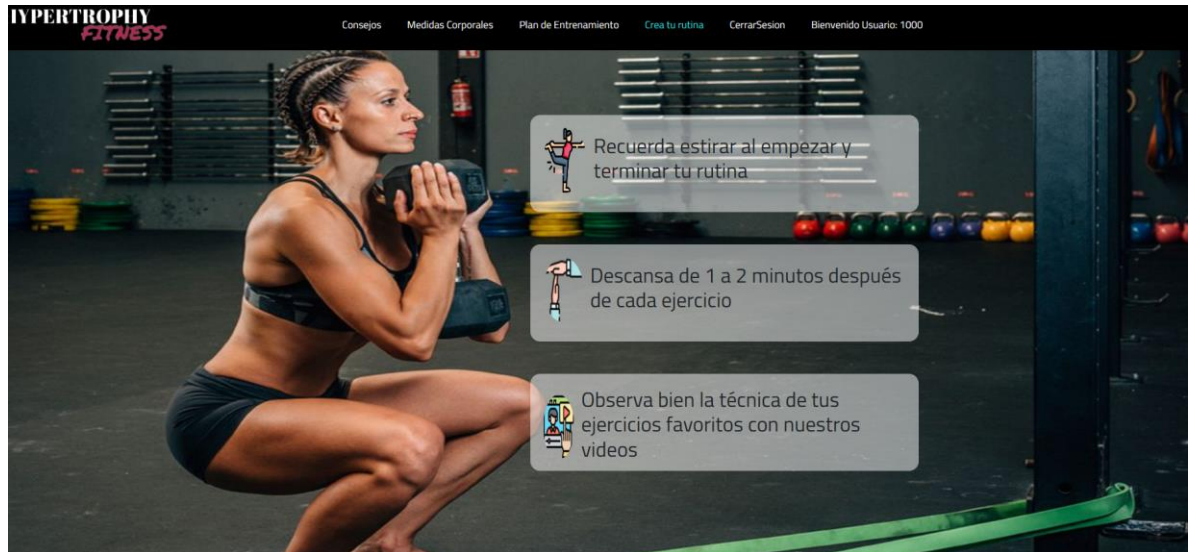 HYPERTROPHY
FITNESS
Consejos Medidas Corporales Plan de Entrenamiento Crea tu rutina CerrarSesion Bienvenido Usuario: 1000
Recuerda estirar al empezar y
terminar tu rutina
Descansa de 1 a 2 minutos después
de cada ejercicio
Observa bien la técnica de tus
ejercicios favoritos con nuestros
videos